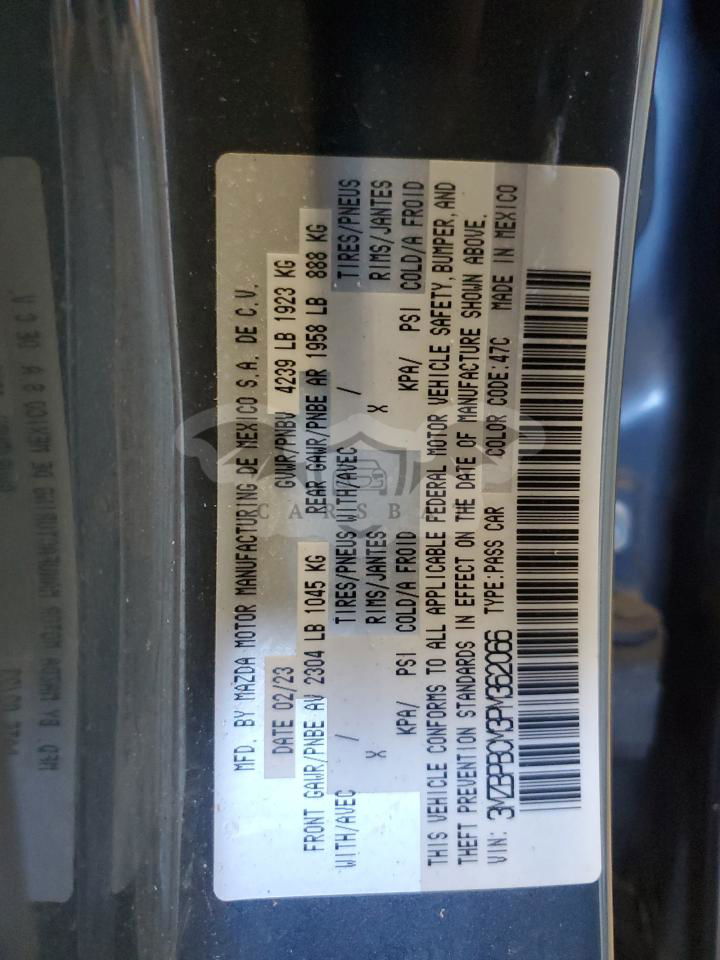 MFD. BY MAZDA MOTOR MANUFACTURING DE MEXICO S.A. DE C.V.
DATE 02/23 GVWR/PNBV 4239 LB 1923 KG
FRONT GAWR/PNBE AV 2304 LB 1045 KG REAR GAWR/PNBE AR 1958 LB 888 KG
WITH/AVEC / TIRES/PNEUS WITH/AVEC / TIRES/PNEUS
X RIMS/JANTES X RIMS/JANTES
KPA/ PSI COLD/A FROID KPA/ PSI COLD/A FROID
THIS VEHICLE CONFORMS TO ALL APPLICABLE FEDERAL MOTOR VEHICLE SAFETY, BUMPER, AND
THEFT PREVENTION STANDARDS IN EFFECT ON THE DATE OF MANUFACTURE SHOWN ABOVE.
VIN: 3MZBPBCM3PM362066 TYPE:PASS CAR COLOR CODE:47C MADE IN MEXICO